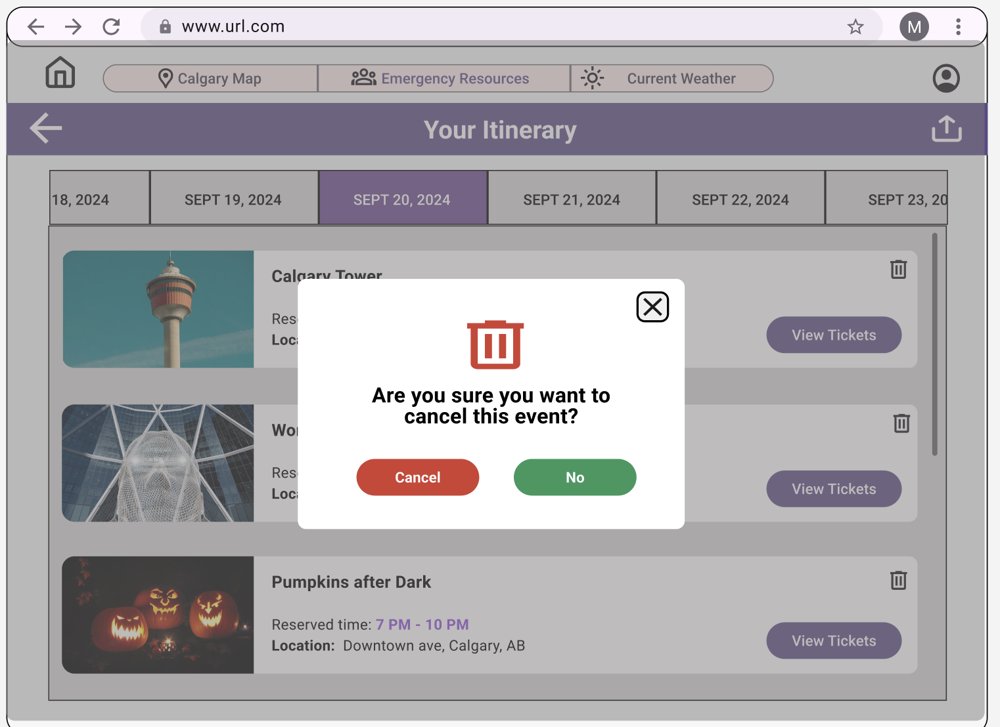 www.url.com
M
Calgary Map
Emergency Resources
Current Weather
Your Itinerary
18, 2024
SEPT 19, 2024
SEPT 20, 2024
SEPT 21, 2024
SEPT 22, 2024
SEPT 23, 20
Calgary Tower
Res
Loca
View Tickets
Are you sure you want to
cancel this event?
Cancel
No
Wo
Res
Loca
View Tickets
Pumpkins after Dark
Reserved time: 7 PM - 10 PM
Location: Downtown ave, Calgary, AB
View Tickets